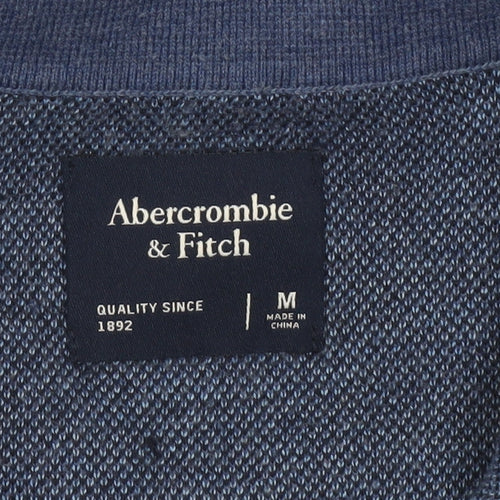 Abercrombie
& Fitch
QUALITY SINCE
1892
M
MADE IN
CHINA